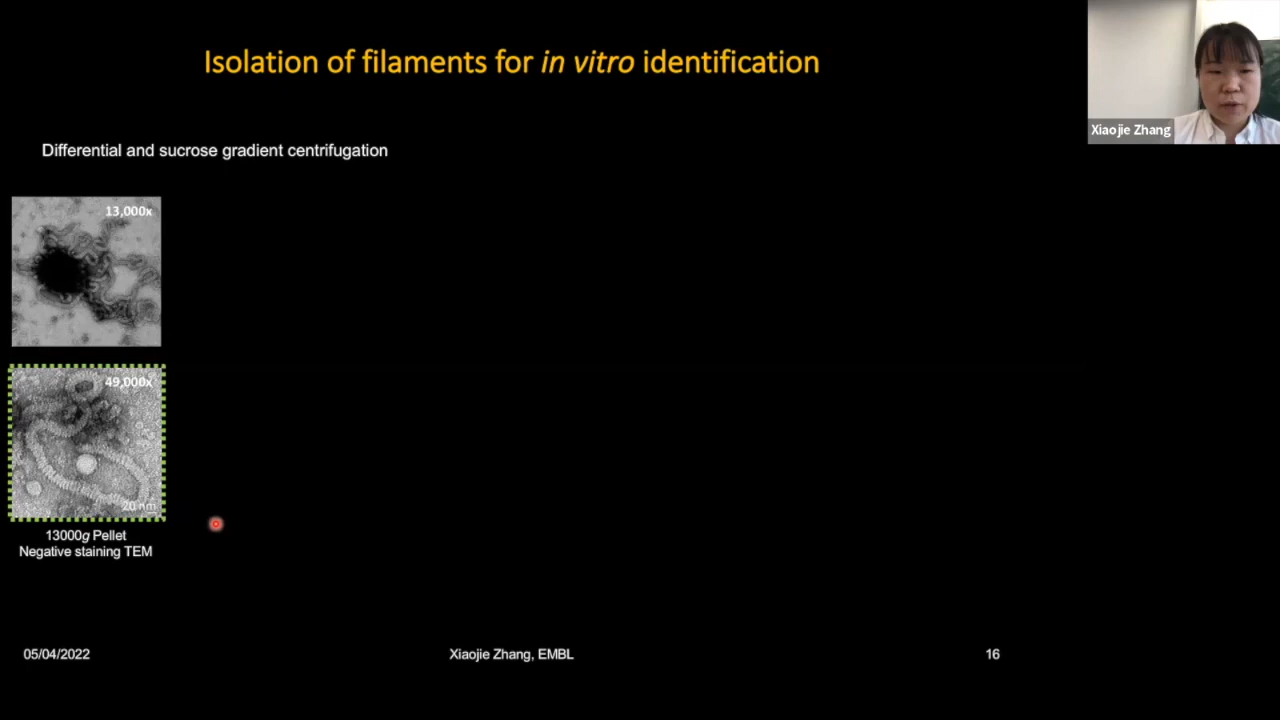 Isolation of filaments for in vitro identification
Xiaojie Zhang
Differential and sucrose gradient centrifugation
13,000x
49,000x
20 nm
13000g Pellet
Negative staining TEM
05/04/2022
Xiaojie Zhang, EMBL
16